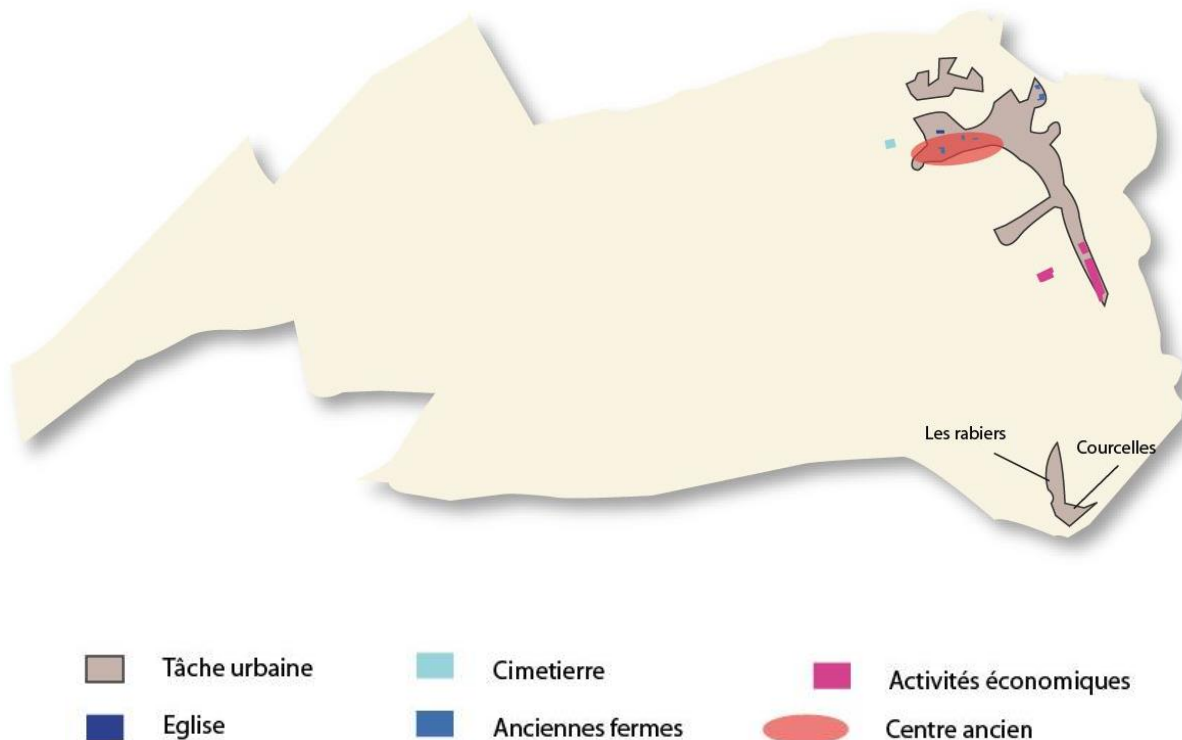 Les rabiers
Courcelles
Tâche urbaine
Cimetierre
Activités économiques
Eglise
Anciennes fermes
Centre ancien